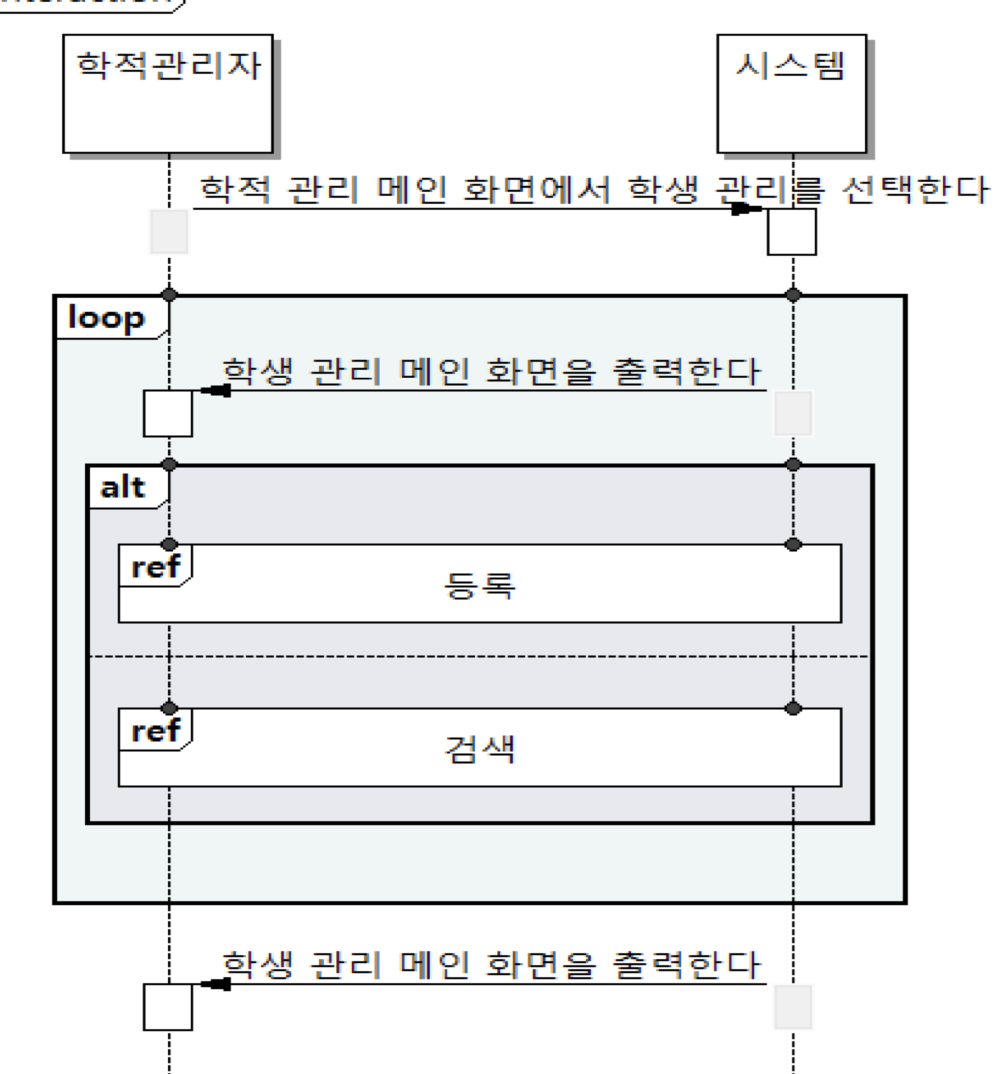 학적관리자
시스템
학적 관리 메인 화면에서 학생 관리를 선택한다
loop
학생 관리 메인 화면을 출력한다
alt
ref
등록
ref
검색
학생 관리 메인 화면을 출력한다